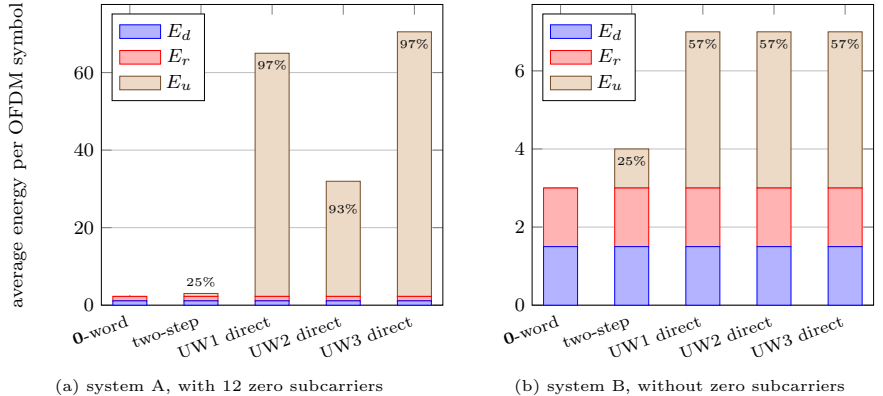 average energy per OFDM symbol
60
40
20
0
E_d
E_r
E_u
25%
97%
93%
97%
0-word
two-step
UW1 direct
UW2 direct
UW3 direct
(a) system A, with 12 zero subcarriers
6
4
2
0
E_d
E_r
E_u
25%
57%
57%
57%
0-word
two-step
UW1 direct
UW2 direct
UW3 direct
(b) system B, without zero subcarriers